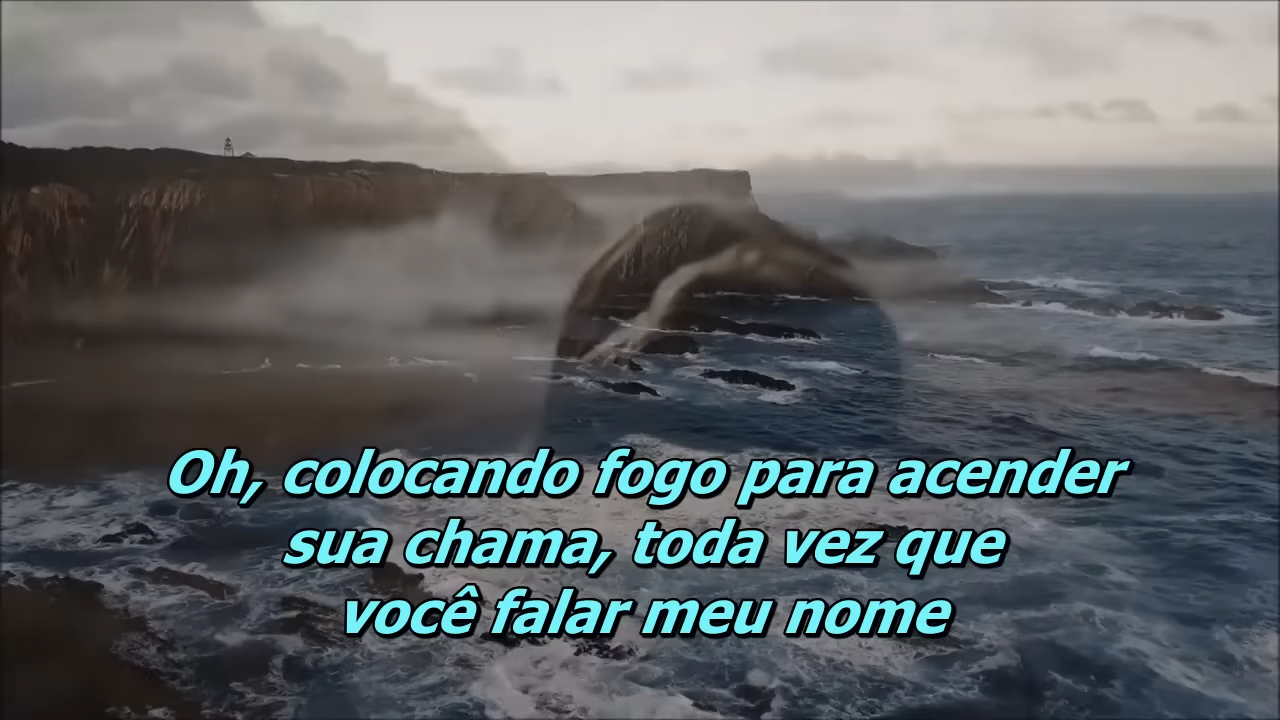 Oh, colocando fogo para acender
sua chama, toda vez que
você falar meu nome